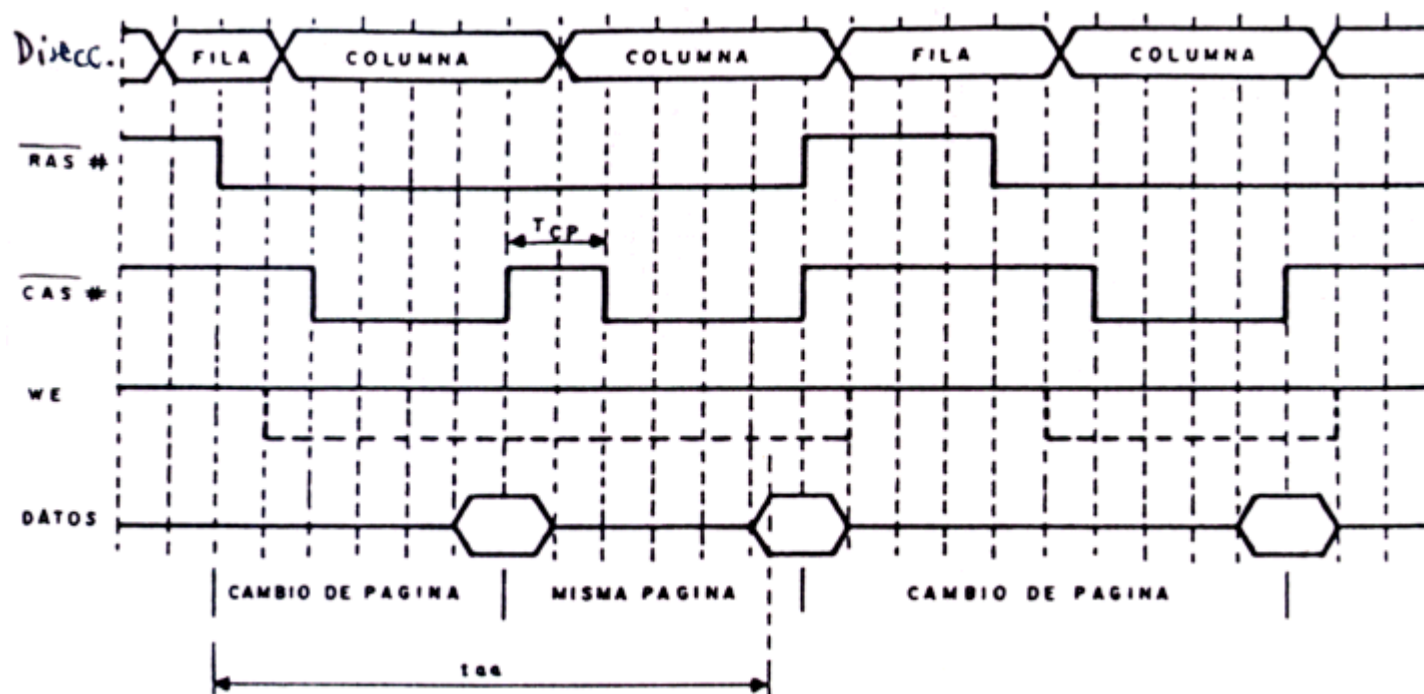 Direcc. FILA COLUMNA COLUMNA FILA COLUMNA
RAS #
TCP
CAS #
WE
DATOS
CAMBIO DE PAGINA MISMA PAGINA CAMBIO DE PAGINA
taa